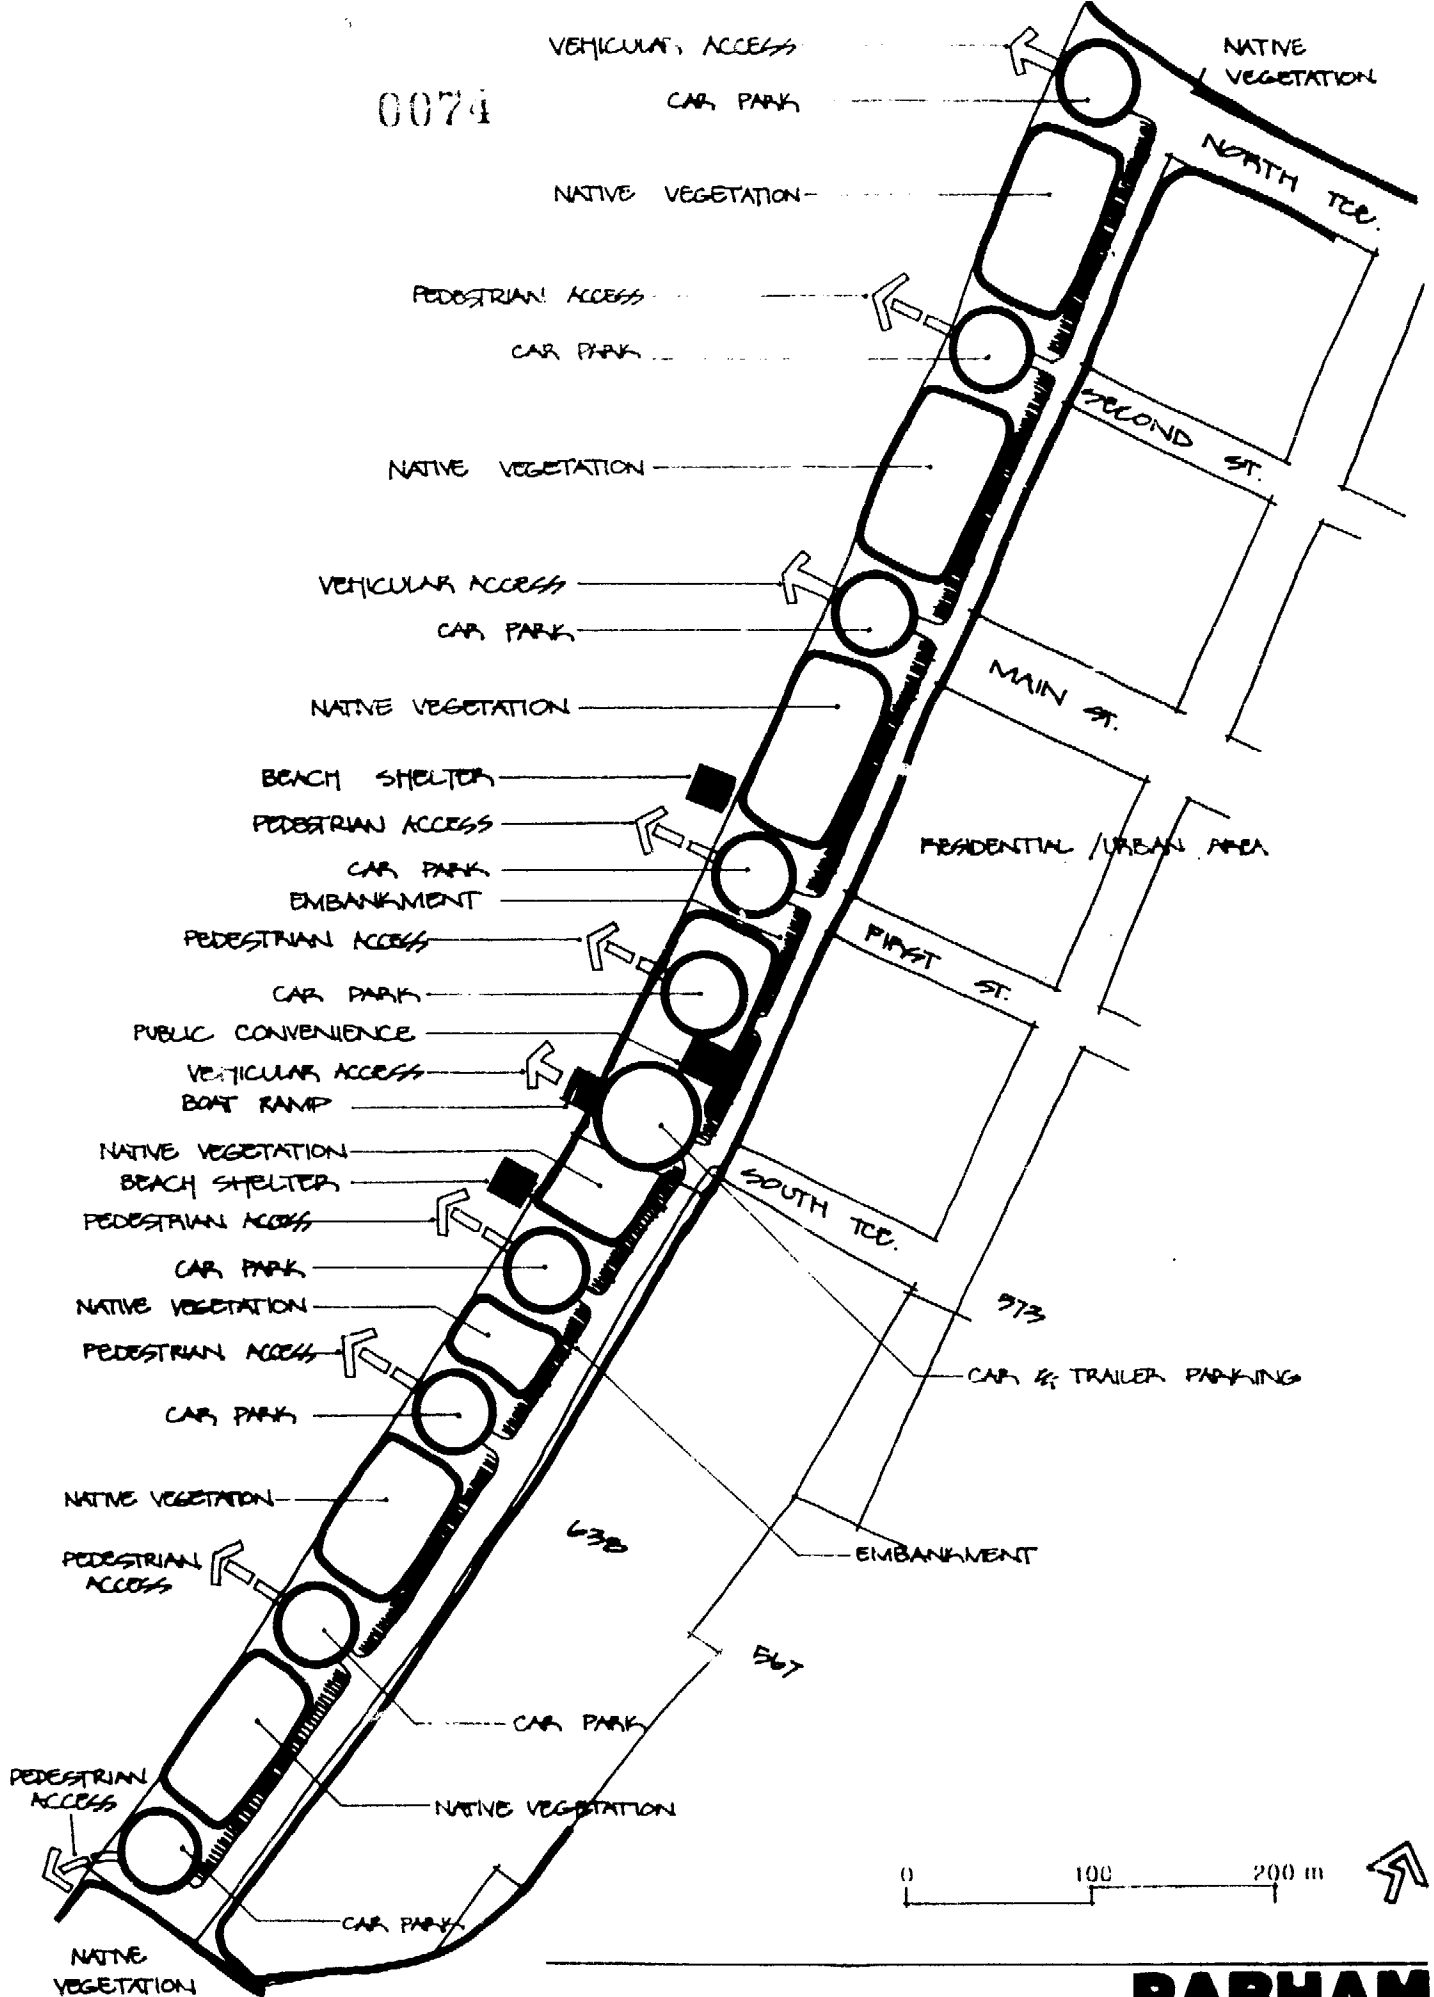 VEHICULAR ACCESS
NATIVE
VEGETATION
0074
CAR PARK
NORTH TCE.
NATIVE VEGETATION
PEDESTRIAN ACCESS
CAR PARK
SECOND ST.
NATIVE VEGETATION
VEHICULAR ACCESS
CAR PARK
MAIN ST.
NATIVE VEGETATION
BEACH SHELTER
PEDESTRIAN ACCESS
RESIDENTIAL / URBAN AREA
CAR PARK
EMBANKMENT
PEDESTRIAN ACCESS
FIRST ST.
CAR PARK
PUBLIC CONVENIENCE
VEHICULAR ACCESS
BOAT RAMP
NATIVE VEGETATION
BEACH SHELTER
SOUTH TCE.
PEDESTRIAN ACCESS
CAR PARK
NATIVE VEGETATION
573
PEDESTRIAN ACCESS
CAR & TRAILER PARKING
CAR PARK
NATIVE VEGETATION
638
PEDESTRIAN
ACCESS
EMBANKMENT
567
CAR PARK
PEDESTRIAN
ACCESS
NATIVE VEGETATION
0 100 200 m
CAR PARK
NATIVE
VEGETATION
PARHAM